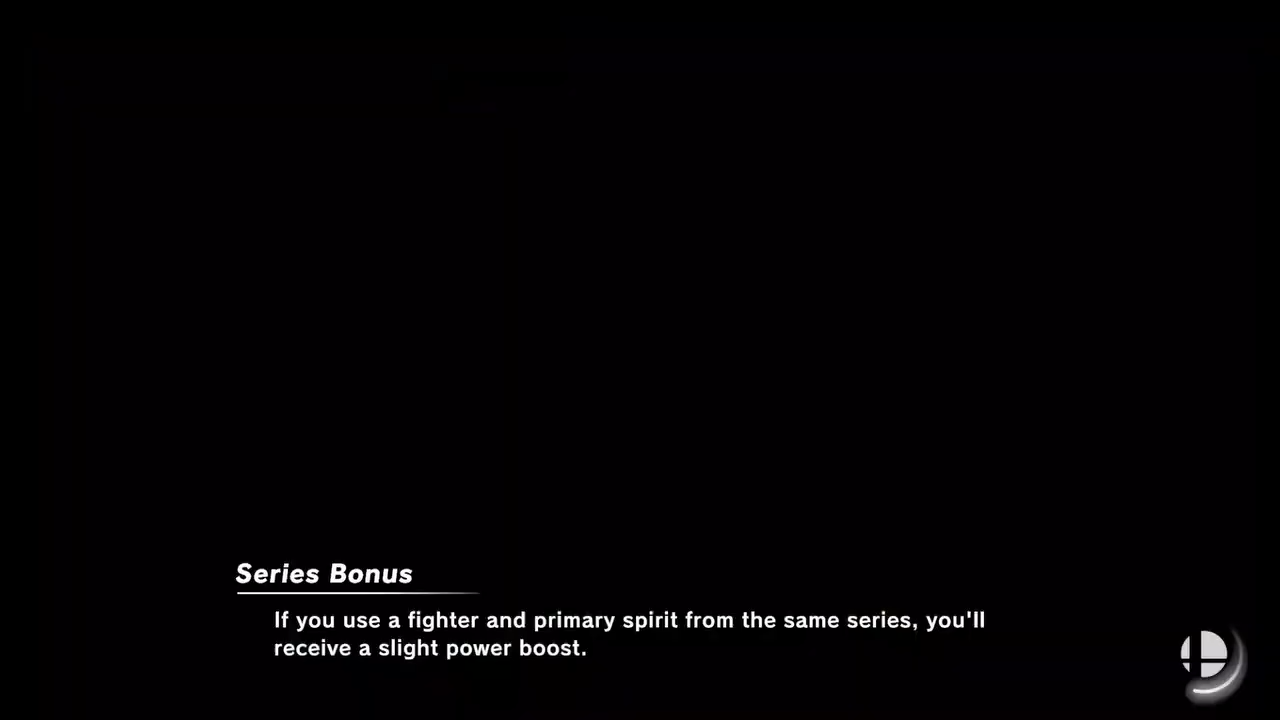 Series Bonus
If you use a fighter and primary spirit from the same series, you'll
receive a slight power boost.